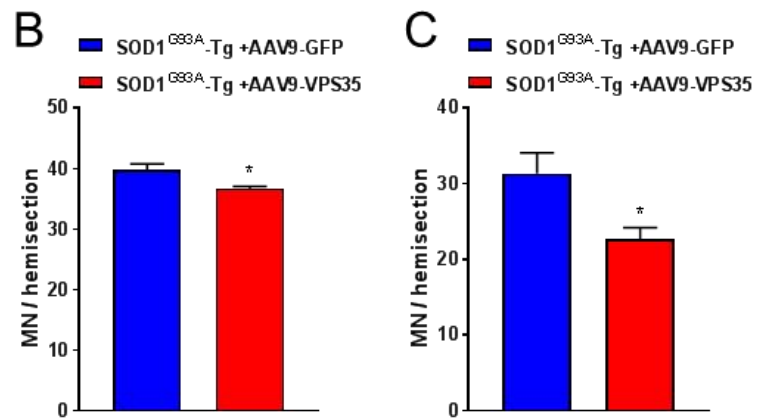 B
SOD1G93A-Tg +AAV9-GFP
SOD1G93A-Tg +AAV9-VPS35
50
40
30
20
10
0
MN / hemisection
*
C
SOD1G93A-Tg +AAV9-GFP
SOD1G93A-Tg +AAV9-VPS35
40
30
20
10
0
MN / hemisection
*